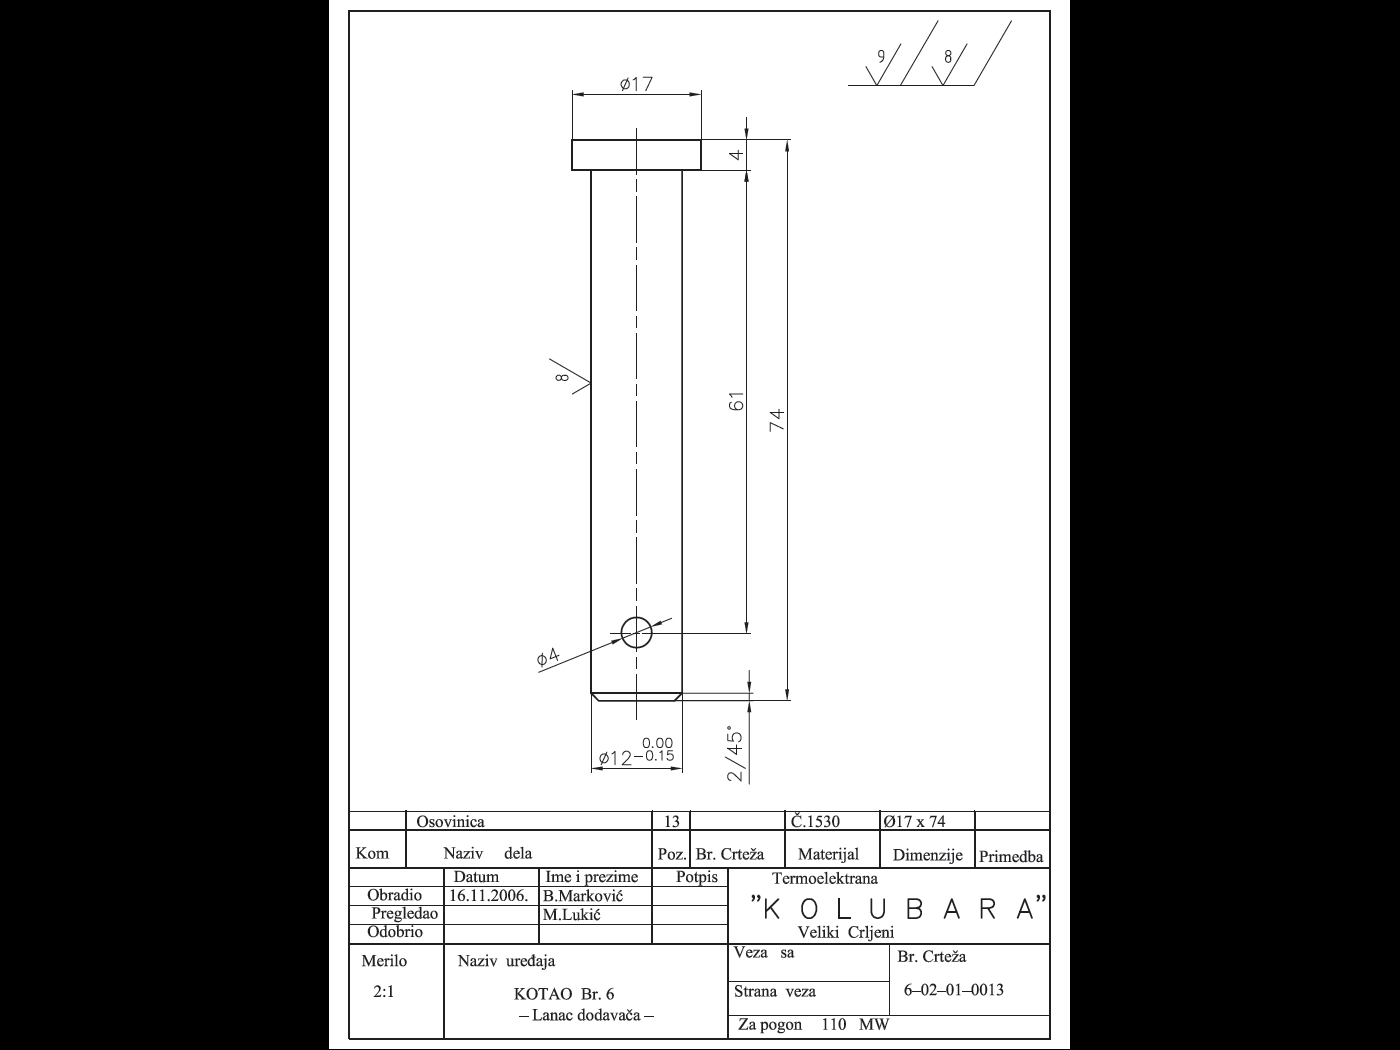 9 8
ø17
4
8
61
74
ø4
2/45°
0.00
ø12-0.15
Osovinica 13 Č.1530 Ø17 x 74
Kom Naziv dela Poz. Br. Crteža Materijal Dimenzije Primedba
Datum Ime i prezime Potpis
Obradio 16.11.2006. B.Marković
Pregledao M.Lukić
Odobrio
Termoelektrana
"K O L U B A R A"
Veliki Crljeni
Merilo
2:1
Naziv uređaja
KOTAO Br. 6
– Lanac dodavača –
Veza sa
Strana veza
Br. Crteža
6–02–01–0013
Za pogon 110 MW